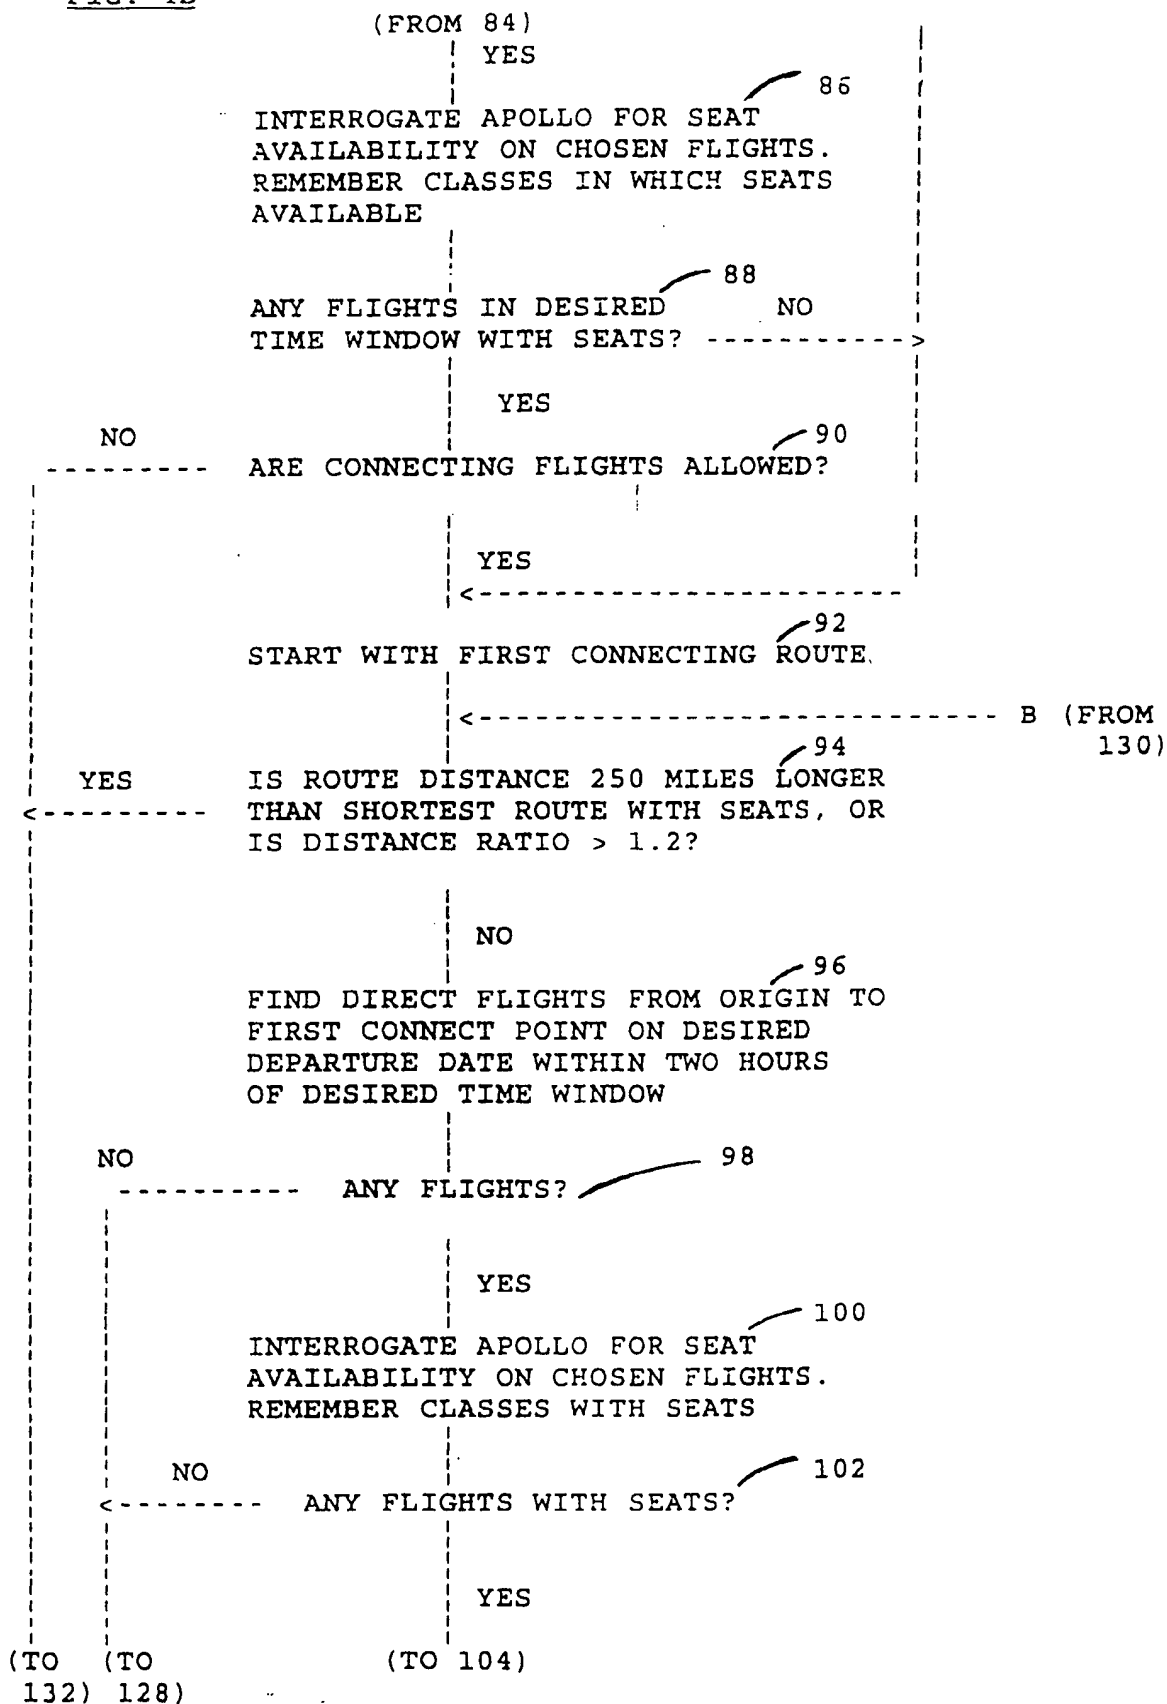 (FROM 84)
YES
86
INTERROGATE APOLLO FOR SEAT
AVAILABILITY ON CHOSEN FLIGHTS.
REMEMBER CLASSES IN WHICH SEATS
AVAILABLE
88
ANY FLIGHTS IN DESIRED NO
TIME WINDOW WITH SEATS?
YES
NO
90
ARE CONNECTING FLIGHTS ALLOWED?
YES
92
START WITH FIRST CONNECTING ROUTE
B (FROM
130)
94
YES
IS ROUTE DISTANCE 250 MILES LONGER
THAN SHORTEST ROUTE WITH SEATS, OR
IS DISTANCE RATIO > 1.2?
NO
96
FIND DIRECT FLIGHTS FROM ORIGIN TO
FIRST CONNECT POINT ON DESIRED
DEPARTURE DATE WITHIN TWO HOURS
OF DESIRED TIME WINDOW
NO
98
ANY FLIGHTS?
YES
100
INTERROGATE APOLLO FOR SEAT
AVAILABILITY ON CHOSEN FLIGHTS.
REMEMBER CLASSES WITH SEATS
NO
102
ANY FLIGHTS WITH SEATS?
YES
(TO (TO (TO 104)
132) 128)